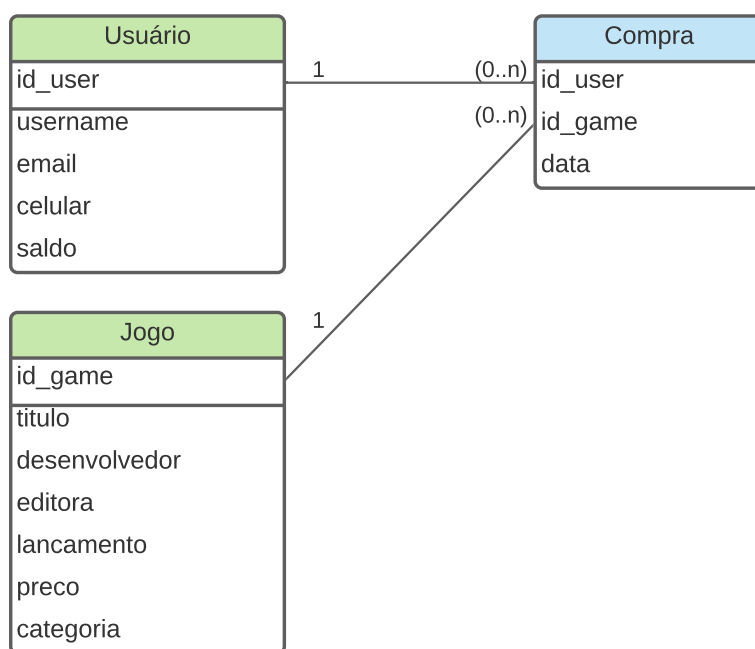 Usuário
id_user
username
email
celular
saldo
1
(0..n)
(0..n)
Compra
id_user
id_game
data
1
Jogo
id_game
titulo
desenvolvedor
editora
lancamento
preco
categoria